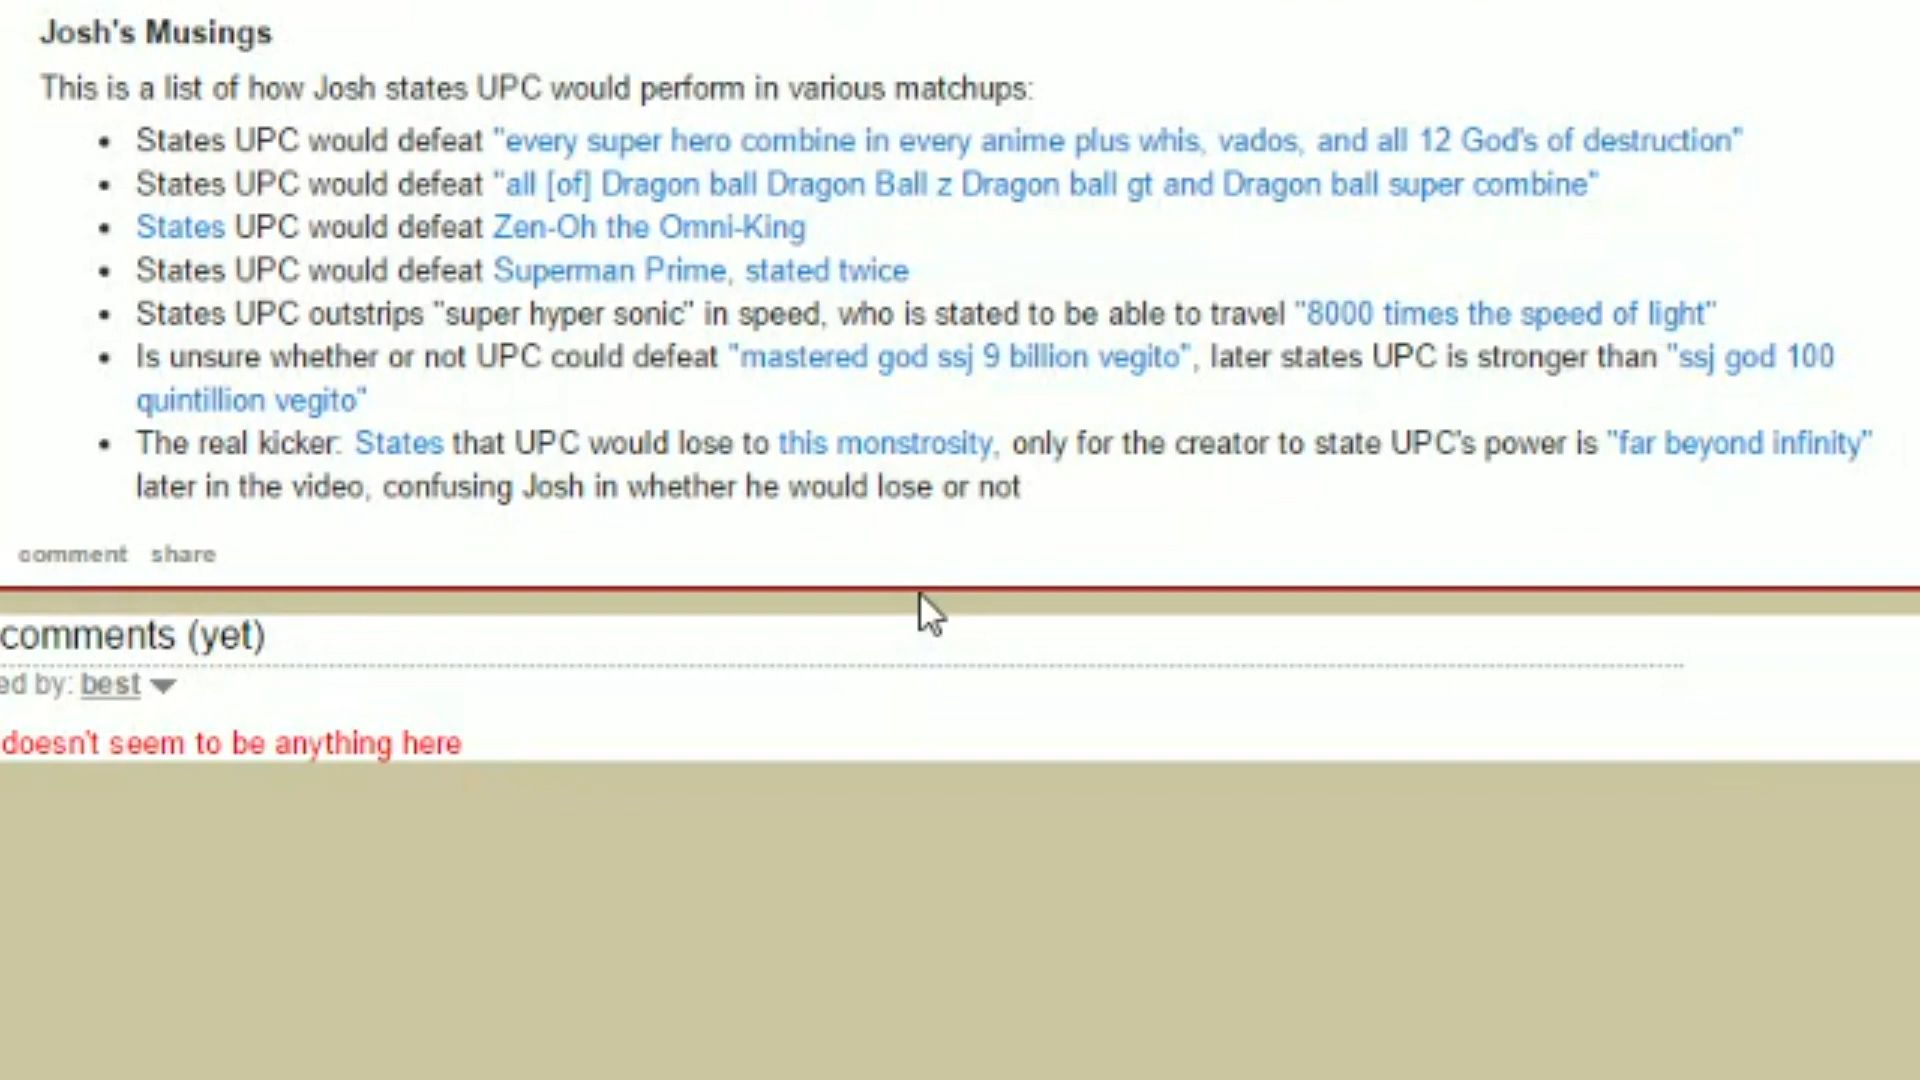 Josh's Musings
This is a list of how Josh states UPC would perform in various matchups:
• States UPC would defeat "every super hero combine in every anime plus whis, vados, and all 12 God's of destruction"
• States UPC would defeat "all [of] Dragon ball Dragon Ball z Dragon ball gt and Dragon ball super combine"
• States UPC would defeat Zen-Oh the Omni-King
• States UPC would defeat Superman Prime, stated twice
• States UPC outstrips "super hyper sonic" in speed, who is stated to be able to travel "8000 times the speed of light"
• Is unsure whether or not UPC could defeat "mastered god ssj 9 billion vegito", later states UPC is stronger than "ssj god 100
quintillion vegito"
• The real kicker: States that UPC would lose to this monstrosity, only for the creator to state UPC's power is "far beyond infinity"
later in the video, confusing Josh in whether he would lose or not
comment share
comments (yet)
ed by: best
doesn't seem to be anything here